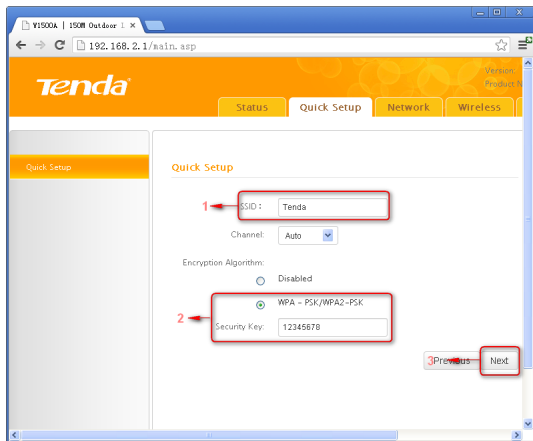 W1500A | 150M Outdoor
192.168.2.1/main.asp
Tenda
Version:
Product N
Status
Quick Setup
Network
Wireless
Quick Setup
Quick Setup
1
SSID:
Tenda
Channel:
Auto
Encryption Algorithm:
Disabled
WPA - PSK/WPA2-PSK
2
Security Key:
12345678
3
Previous
Next